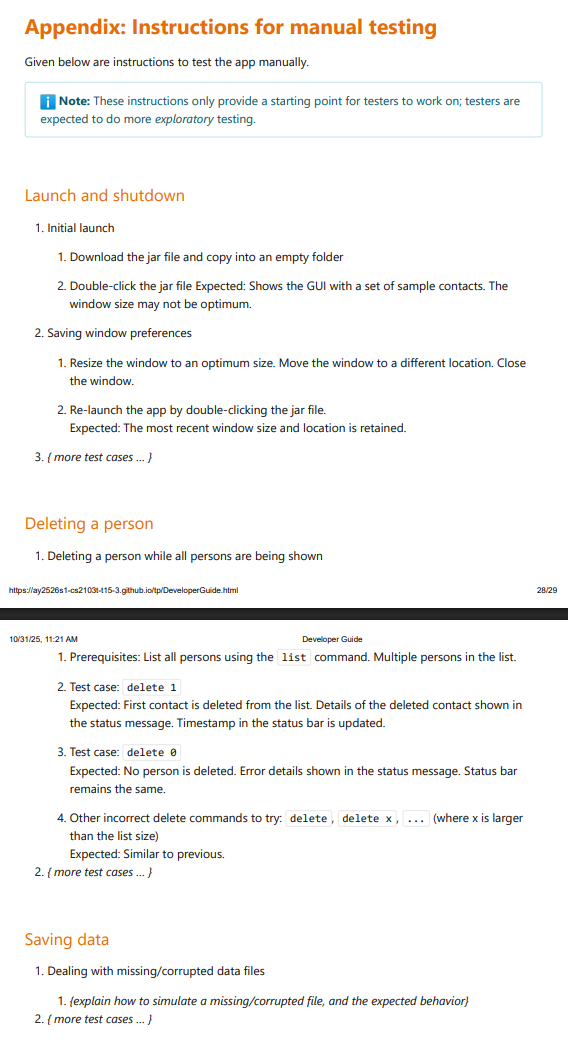 Appendix: Instructions for manual testing
Given below are instructions to test the app manually.
i Note: These instructions only provide a starting point for testers to work on; testers are
expected to do more exploratory testing.
Launch and shutdown
1. Initial launch
1. Download the jar file and copy into an empty folder
2. Double-click the jar file Expected: Shows the GUI with a set of sample contacts. The
window size may not be optimum.
2. Saving window preferences
1. Resize the window to an optimum size. Move the window to a different location. Close
the window.
2. Re-launch the app by double-clicking the jar file.
Expected: The most recent window size and location is retained.
3. { more test cases … }
Deleting a person
1. Deleting a person while all persons are being shown
https://ay2526s1-cs2103t-t15-3.github.io/tp/DeveloperGuide.html 28/29
10/31/25, 11:21 AM Developer Guide
1. Prerequisites: List all persons using the list command. Multiple persons in the list.
2. Test case: delete 1
Expected: First contact is deleted from the list. Details of the deleted contact shown in
the status message. Timestamp in the status bar is updated.
3. Test case: delete 0
Expected: No person is deleted. Error details shown in the status message. Status bar
remains the same.
4. Other incorrect delete commands to try: delete, delete x, ... (where x is larger
than the list size)
Expected: Similar to previous.
2. { more test cases … }
Saving data
1. Dealing with missing/corrupted data files
1. {explain how to simulate a missing/corrupted file, and the expected behavior}
2. { more test cases … }